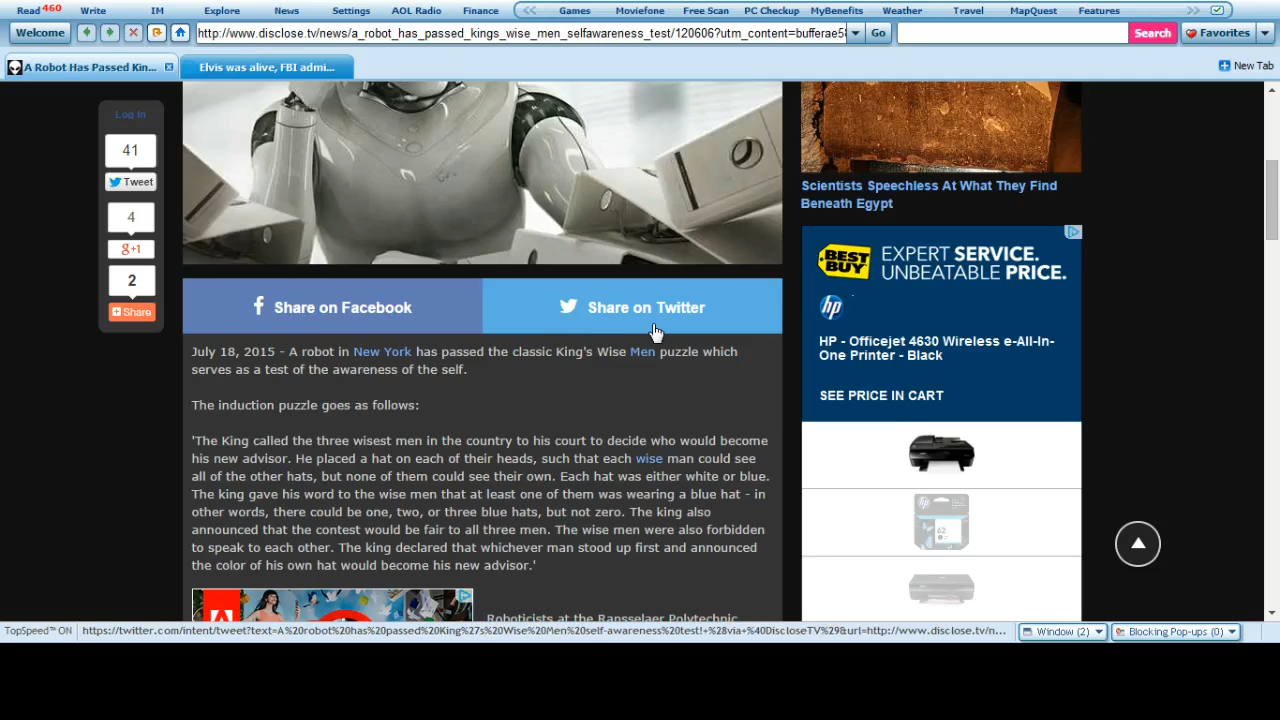 Read 460 Write IM Explore News Settings AOL Radio Finance Games Moviefone Free Scan PC Checkup MyBenefits Weather Travel MapQuest Features
Welcome http://www.disclose.tv/news/a_robot_has_passed_kings_wise_men_selfawareness_test/120606?utm_content=bufferae58 Go Search Favorites
A Robot Has Passed Kin... Elvis was alive, FBI admi... New Tab
Log In
41
Tweet
4
g+1
2
Share
Scientists Speechless At What They Find
Beneath Egypt
BEST BUY
EXPERT SERVICE.
UNBEATABLE PRICE.
hp
HP - Officejet 4630 Wireless e-All-In-
One Printer - Black
SEE PRICE IN CART
62
Share on Facebook Share on Twitter
July 18, 2015 - A robot in New York has passed the classic King's Wise Men puzzle which
serves as a test of the awareness of the self.
The induction puzzle goes as follows:
'The King called the three wisest men in the country to his court to decide who would become
his new advisor. He placed a hat on each of their heads, such that each wise man could see
all of the other hats, but none of them could see their own. Each hat was either white or blue.
The king gave his word to the wise men that at least one of them was wearing a blue hat - in
other words, there could be one, two, or three blue hats, but not zero. The king also
announced that the contest would be fair to all three men. The wise men were also forbidden
to speak to each other. The king declared that whichever man stood up first and announced
the color of his own hat would become his new advisor.'
Roboticists at the Ransselaer Polytechnic
TopSpeed™ ON https://twitter.com/intent/tweet?text=A%20robot%20has%20passed%20King%27s%20Wise%20Men%20self-awareness%20test!+%28via+%40DiscloseTV%29&url=http://www.disclose.tv/n... Window (2) Blocking Pop-ups (0)